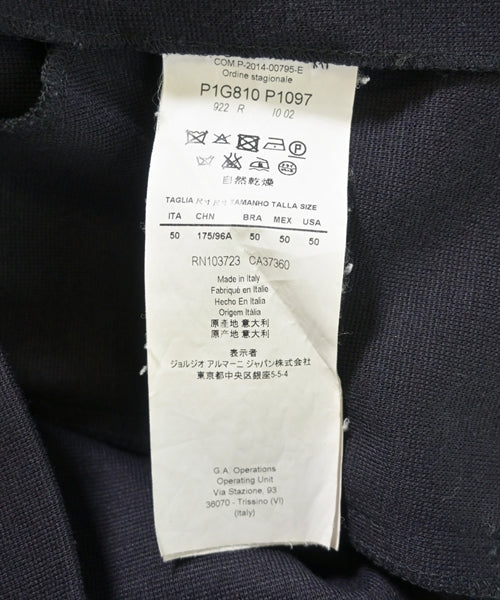 COM.P-2014-00795-E
Ordine stagionale
P1G810 P1097
922 R 10 02
自然乾燥
TAGLIA 尺寸 尺寸 TAMANHO TALLA SIZE
ITA CHN BRA MEX USA
50 175/96A 50 50 50
RN103723 CA37360
Made in Italy
Fabriqué en Italie
Hecho En Italia
Origem Itália
原產地 意大利
原产地 意大利
表示者
ジョルジオ アルマーニ ジャパン株式会社
東京都中央区銀座5-5-4
G.A. Operations
Operating Unit
Via Stazione, 93
36070 - Trissino (VI)
(Italy)